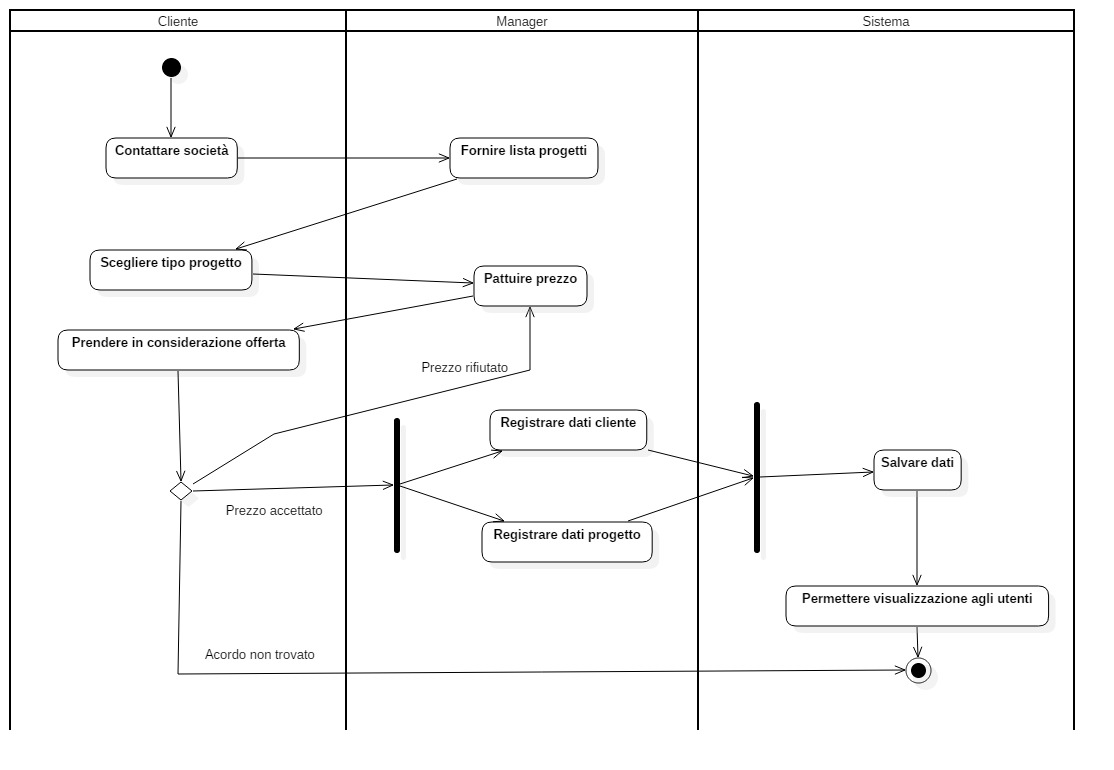 Cliente
Manager
Sistema
Contattare società
Fornire lista progetti
Scegliere tipo progetto
Pattuire prezzo
Prendere in considerazione offerta
Prezzo rifiutato
Registrare dati cliente
Salvare dati
Prezzo accettato
Registrare dati progetto
Permettere visualizzazione agli utenti
Acordo non trovato